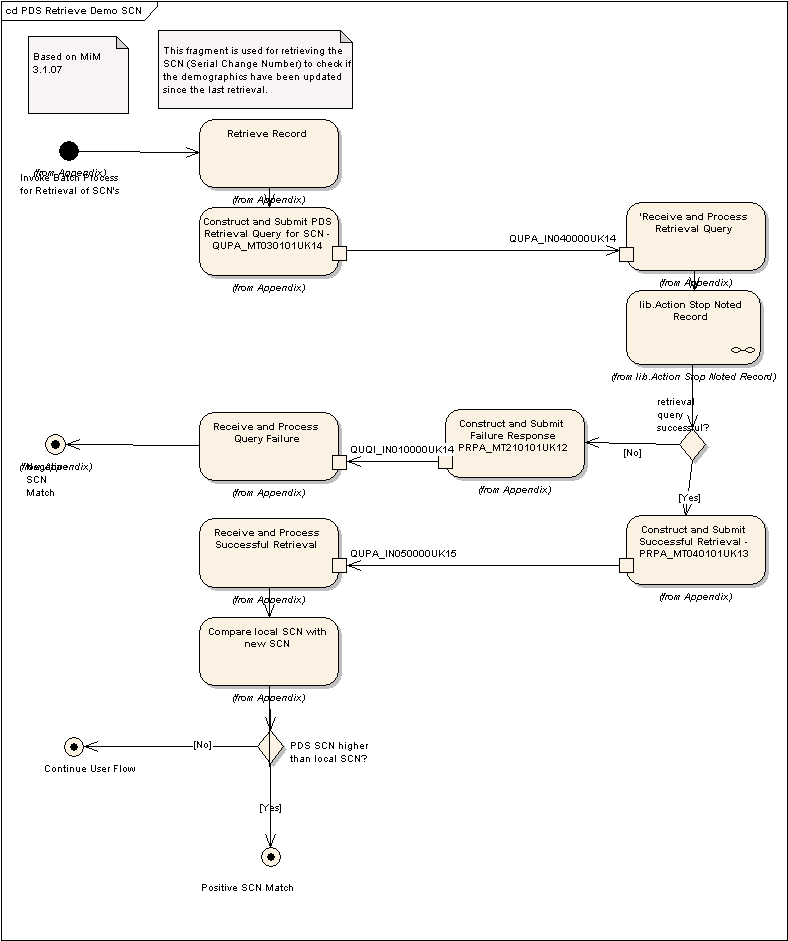 cd PDS Retrieve Demo SCN
Based on MiM
3.1.07
This fragment is used for retrieving the
SCN (Serial Change Number) to check if
the demographics have been updated
since the last retrieval.
Retrieve Record
(from Appendix)
(from Appendix)
Invoke Batch Process
for Retrieval of SCN's
Construct and Submit PDS
Retrieval Query for SCN -
QUPA_MT030101UK14
(from Appendix)
QUPA_IN040000UK14
'Receive and Process
Retrieval Query
(from Appendix)
lib.Action Stop Noted
Record
(from lib.Action Stop Noted Record)
retrieval
query
successful?
[No]
[Yes]
Construct and Submit
Failure Response
PRPA_MT210101UK12
(from Appendix)
QUQI_IN010000UK14
Receive and Process
Query Failure
(from Appendix)
(from Appendix)
Negative
SCN
Match
Construct and Submit
Successful Retrieval -
PRPA_MT040101UK13
(from Appendix)
QUPA_IN050000UK15
Receive and Process
Successful Retrieval
(from Appendix)
Compare local SCN with
new SCN
(from Appendix)
[No]
PDS SCN higher
than local SCN?
Continue User Flow
[Yes]
Positive SCN Match